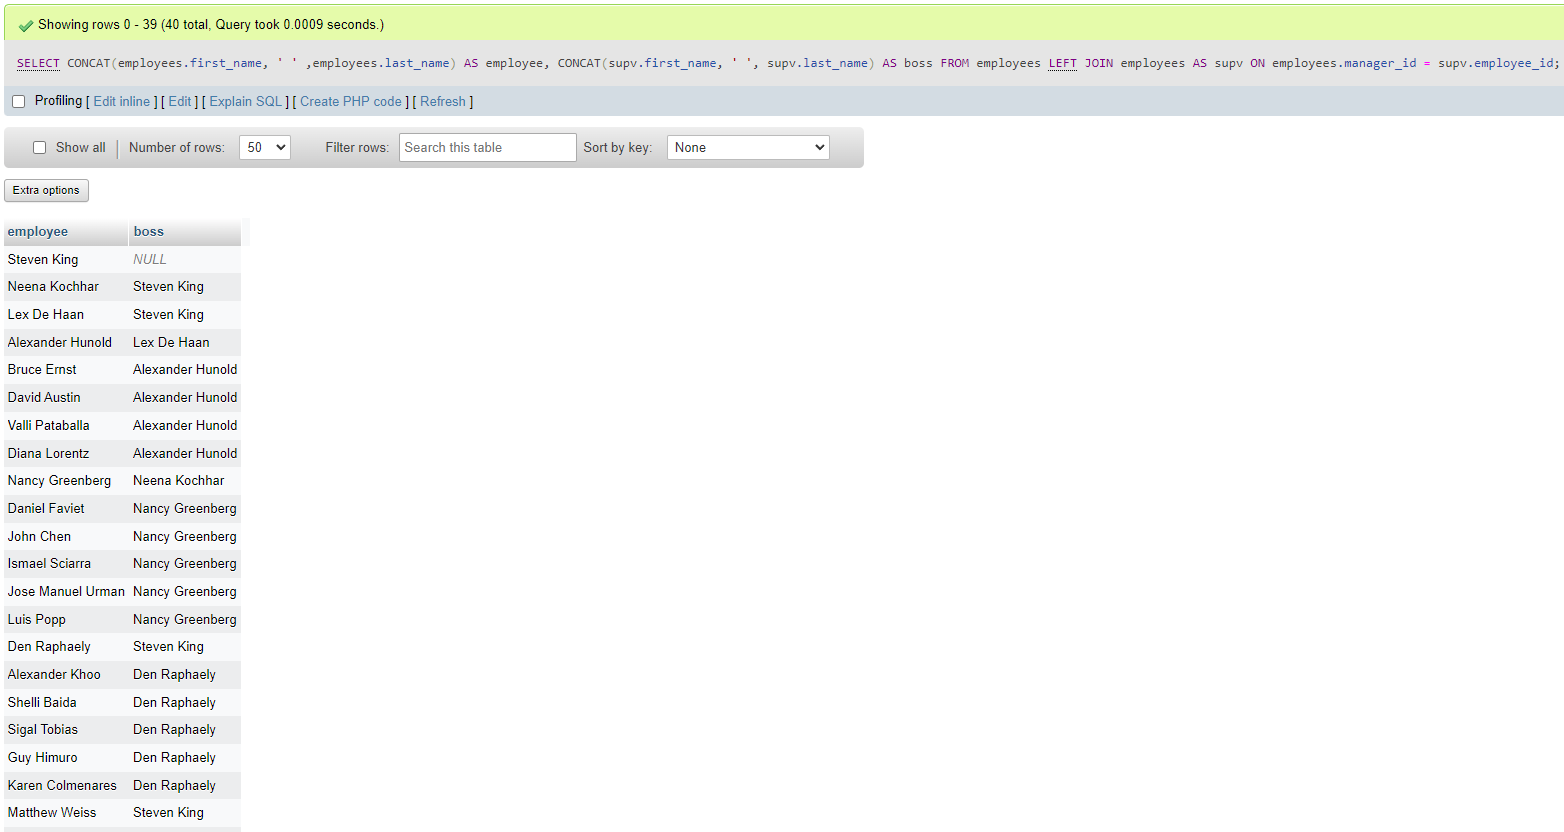 Showing rows 0 - 39 (40 total, Query took 0.0009 seconds.)
SELECT CONCAT(employees.first_name, ' ' ,employees.last_name) AS employee, CONCAT(supv.first_name, ' ', supv.last_name) AS boss FROM employees LEFT JOIN employees AS supv ON employees.manager_id = supv.employee_id;
Profiling [ Edit inline ] [ Edit ] [ Explain SQL ] [ Create PHP code ] [ Refresh ]
Show all | Number of rows: 50 Filter rows: Search this table Sort by key: None
Extra options
employee boss
Steven King NULL
Neena Kochhar Steven King
Lex De Haan Steven King
Alexander Hunold Lex De Haan
Bruce Ernst Alexander Hunold
David Austin Alexander Hunold
Valli Pataballa Alexander Hunold
Diana Lorentz Alexander Hunold
Nancy Greenberg Neena Kochhar
Daniel Faviet Nancy Greenberg
John Chen Nancy Greenberg
Ismael Sciarra Nancy Greenberg
Jose Manuel Urman Nancy Greenberg
Luis Popp Nancy Greenberg
Den Raphaely Steven King
Alexander Khoo Den Raphaely
Shelli Baida Den Raphaely
Sigal Tobias Den Raphaely
Guy Himuro Den Raphaely
Karen Colmenares Den Raphaely
Matthew Weiss Steven King